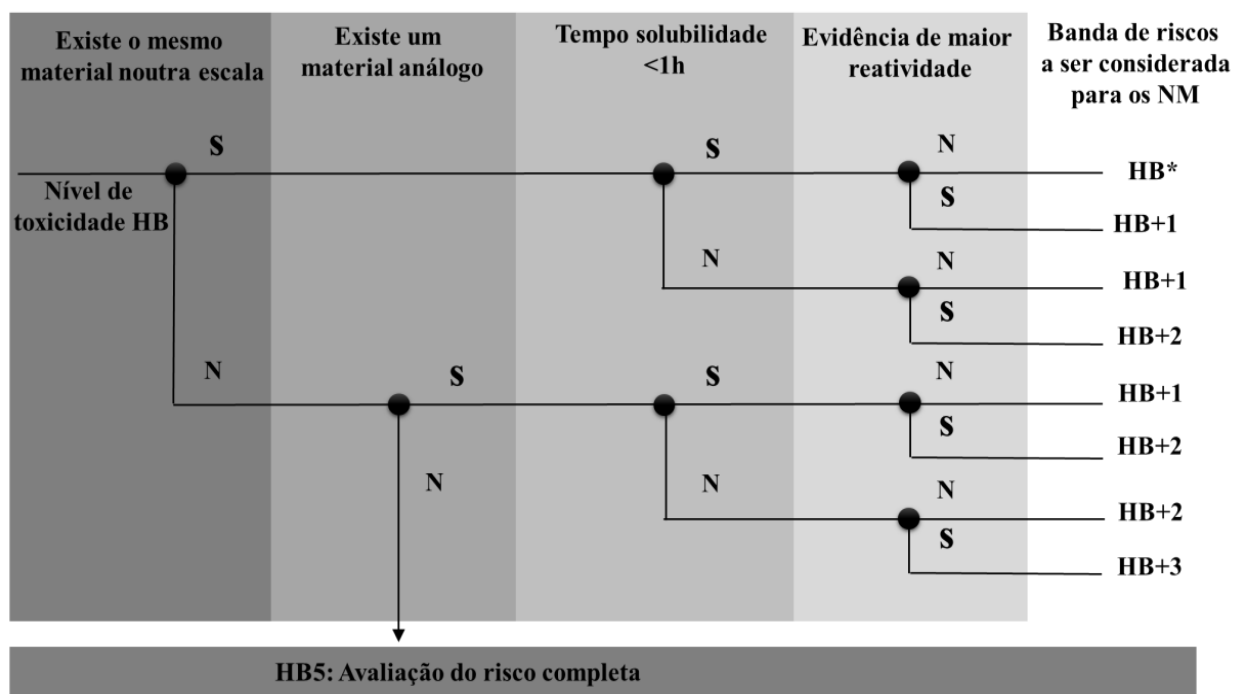 Existe o mesmo
material noutra escala
Existe um
material análogo
Tempo solubilidade
<1h
Evidência de maior
reatividade
Banda de riscos
a ser considerada
para os NM
S
S
N
HB*
Nível de
toxicidade HB
S
HB+1
N
N
HB+1
S
HB+2
N
S
S
N
HB+1
S
HB+2
N
N
N
HB+2
S
HB+3
HB5: Avaliação do risco completa